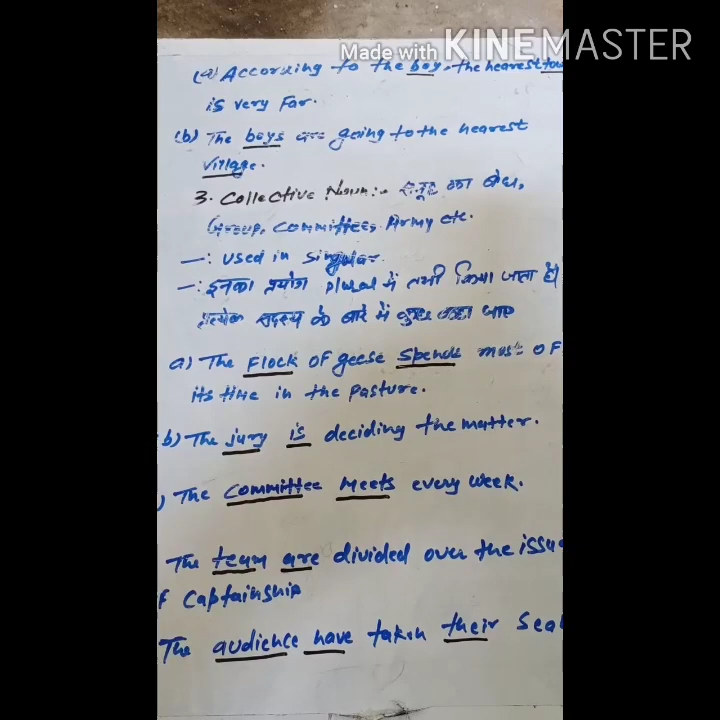 Made with KINEMASTER
(a) According to the boy, the nearest tow
is very far.
(b) The boys are going to the nearest
village.
3. Collective Noun:- समूह का बोध,
Group, Committee, Army etc.
—: used in singular
—: इनका प्रयोग plural में तभी किया जाता है।
प्रत्येक सदस्य के बारे में कुछ कहा जाए
a) The Flock of geese spends most of
its time in the pasture.
b) The jury is deciding the matter.
) The committee meets every week.
The team are divided over the issue
f Captainship
The audience have taken their seat